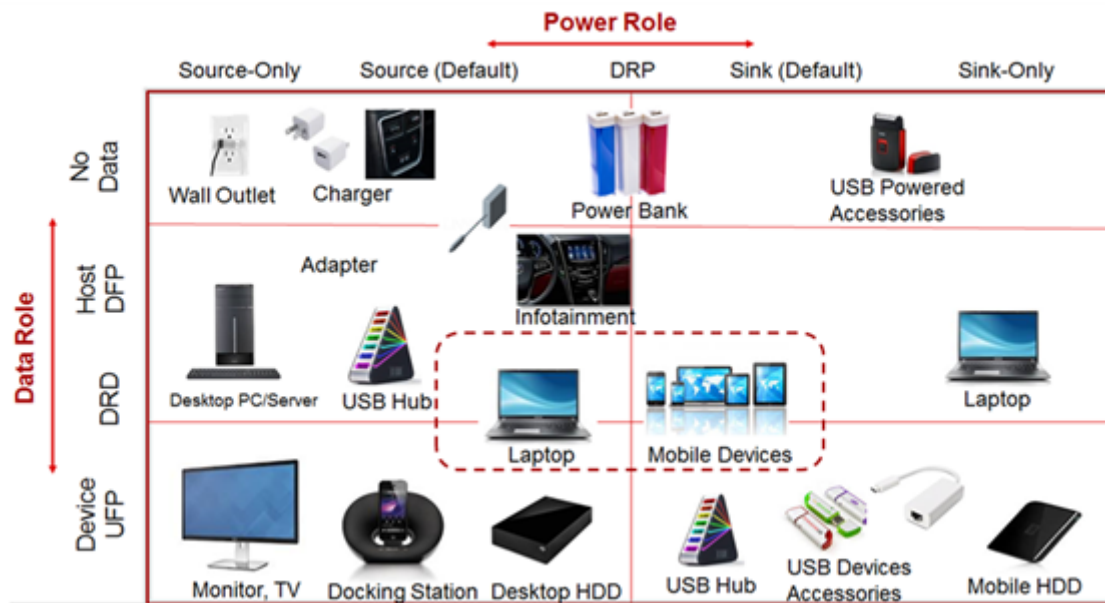 Power Role
Source-Only Source (Default) DRP Sink (Default) Sink-Only
Data Role
No
Data
Wall Outlet
Charger
Power Bank
USB Powered
Accessories
Host
DFP
Adapter
Infotainment
DRD
Desktop PC/Server
USB Hub
Laptop
Mobile Devices
Laptop
Device
UFP
Monitor, TV
Docking Station
Desktop HDD
USB Hub
USB Devices
Accessories
Mobile HDD